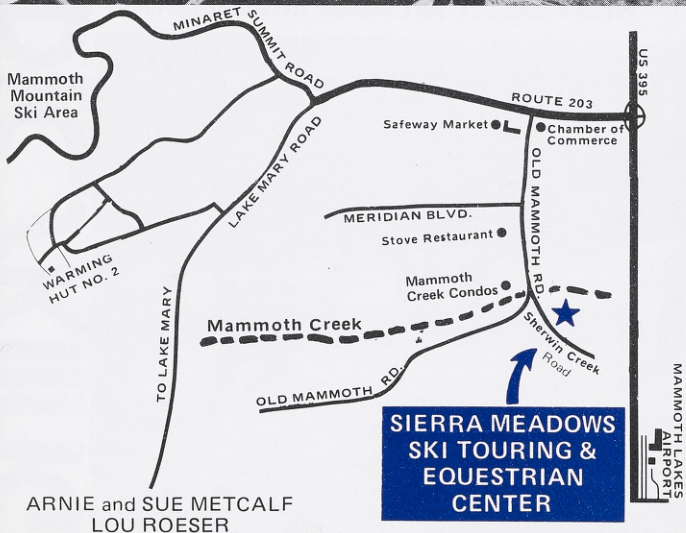 MINARET
SUMMIT ROAD
Mammoth
Mountain
Ski Area
ROUTE 203
US 395
Safeway Market
Chamber of
Commerce
LAKE MARY ROAD
OLD MAMMOTH RD.
MERIDIAN BLVD.
Stove Restaurant
WARMING
HUT NO. 2
Mammoth
Creek Condos
TO LAKE MARY
Mammoth Creek
Sherwin Creek
Road
OLD MAMMOTH RD.
SIERRA MEADOWS
SKI TOURING &
EQUESTRIAN
CENTER
MAMMOTH LAKES
AIRPORT
ARNIE and SUE METCALF
LOU ROESER